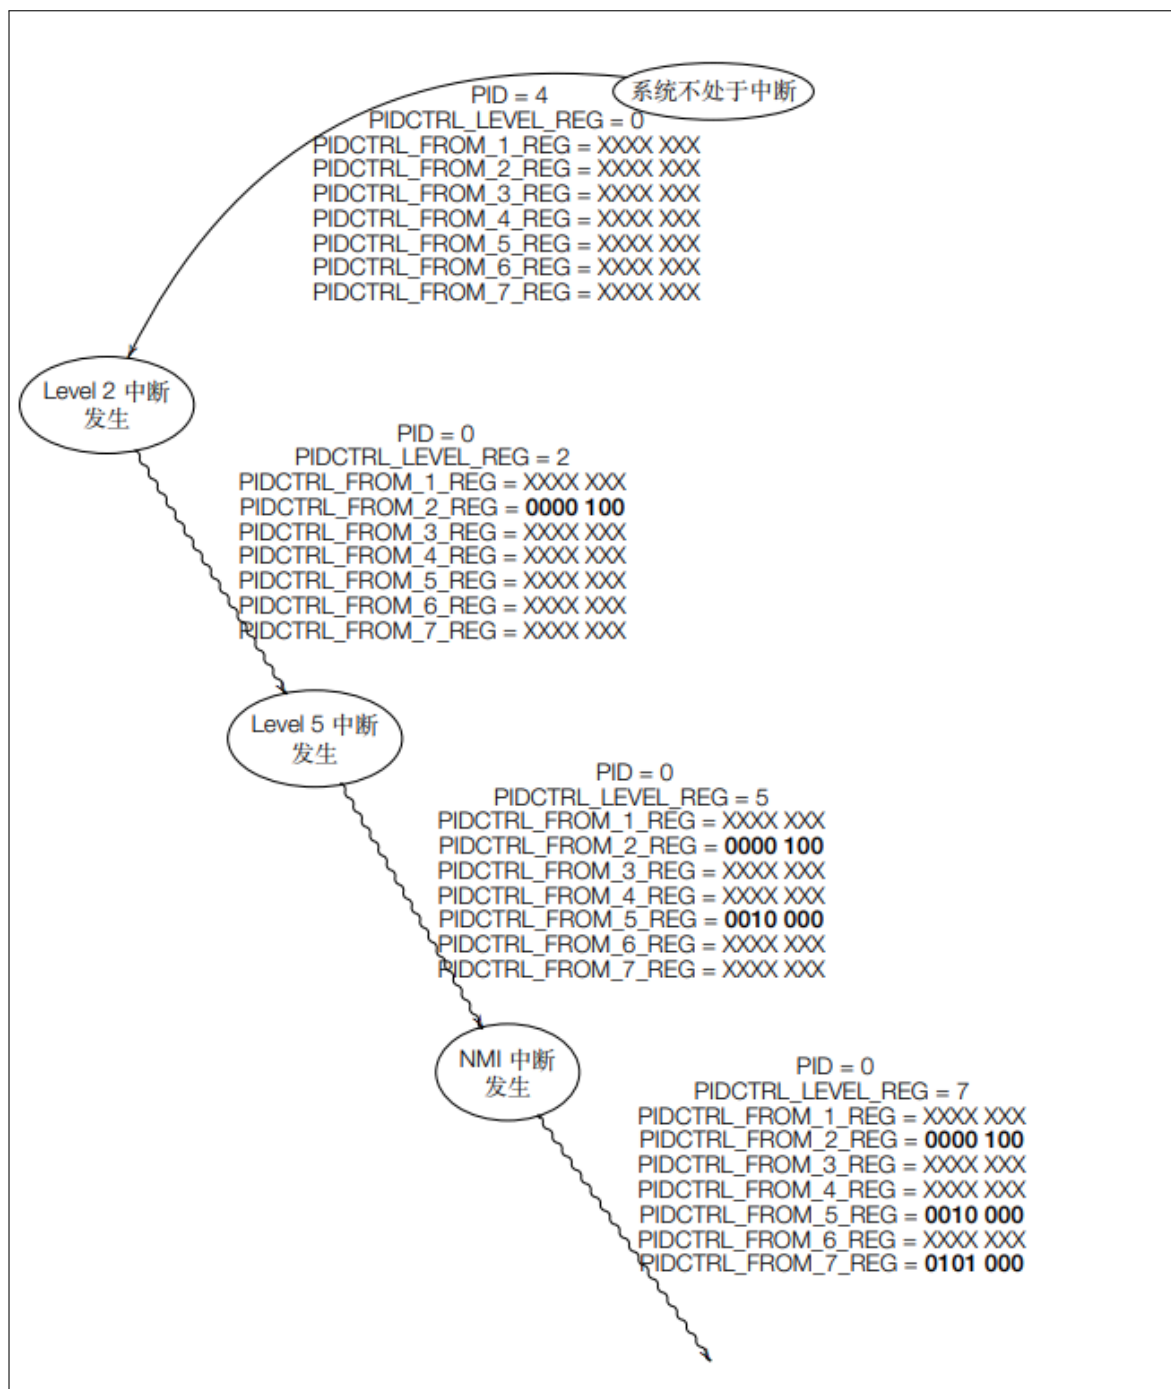 系统不处于中断
PID = 4
PIDCTRL_LEVEL_REG = 0
PIDCTRL_FROM_1_REG = XXXX XXX
PIDCTRL_FROM_2_REG = XXXX XXX
PIDCTRL_FROM_3_REG = XXXX XXX
PIDCTRL_FROM_4_REG = XXXX XXX
PIDCTRL_FROM_5_REG = XXXX XXX
PIDCTRL_FROM_6_REG = XXXX XXX
PIDCTRL_FROM_7_REG = XXXX XXX
Level 2 中断
发生
PID = 0
PIDCTRL_LEVEL_REG = 2
PIDCTRL_FROM_1_REG = XXXX XXX
PIDCTRL_FROM_2_REG = 0000 100
PIDCTRL_FROM_3_REG = XXXX XXX
PIDCTRL_FROM_4_REG = XXXX XXX
PIDCTRL_FROM_5_REG = XXXX XXX
PIDCTRL_FROM_6_REG = XXXX XXX
PIDCTRL_FROM_7_REG = XXXX XXX
Level 5 中断
发生
PID = 0
PIDCTRL_LEVEL_REG = 5
PIDCTRL_FROM_1_REG = XXXX XXX
PIDCTRL_FROM_2_REG = 0000 100
PIDCTRL_FROM_3_REG = XXXX XXX
PIDCTRL_FROM_4_REG = XXXX XXX
PIDCTRL_FROM_5_REG = 0010 000
PIDCTRL_FROM_6_REG = XXXX XXX
PIDCTRL_FROM_7_REG = XXXX XXX
NMI 中断
发生
PID = 0
PIDCTRL_LEVEL_REG = 7
PIDCTRL_FROM_1_REG = XXXX XXX
PIDCTRL_FROM_2_REG = 0000 100
PIDCTRL_FROM_3_REG = XXXX XXX
PIDCTRL_FROM_4_REG = XXXX XXX
PIDCTRL_FROM_5_REG = 0010 000
PIDCTRL_FROM_6_REG = XXXX XXX
PIDCTRL_FROM_7_REG = 0101 000